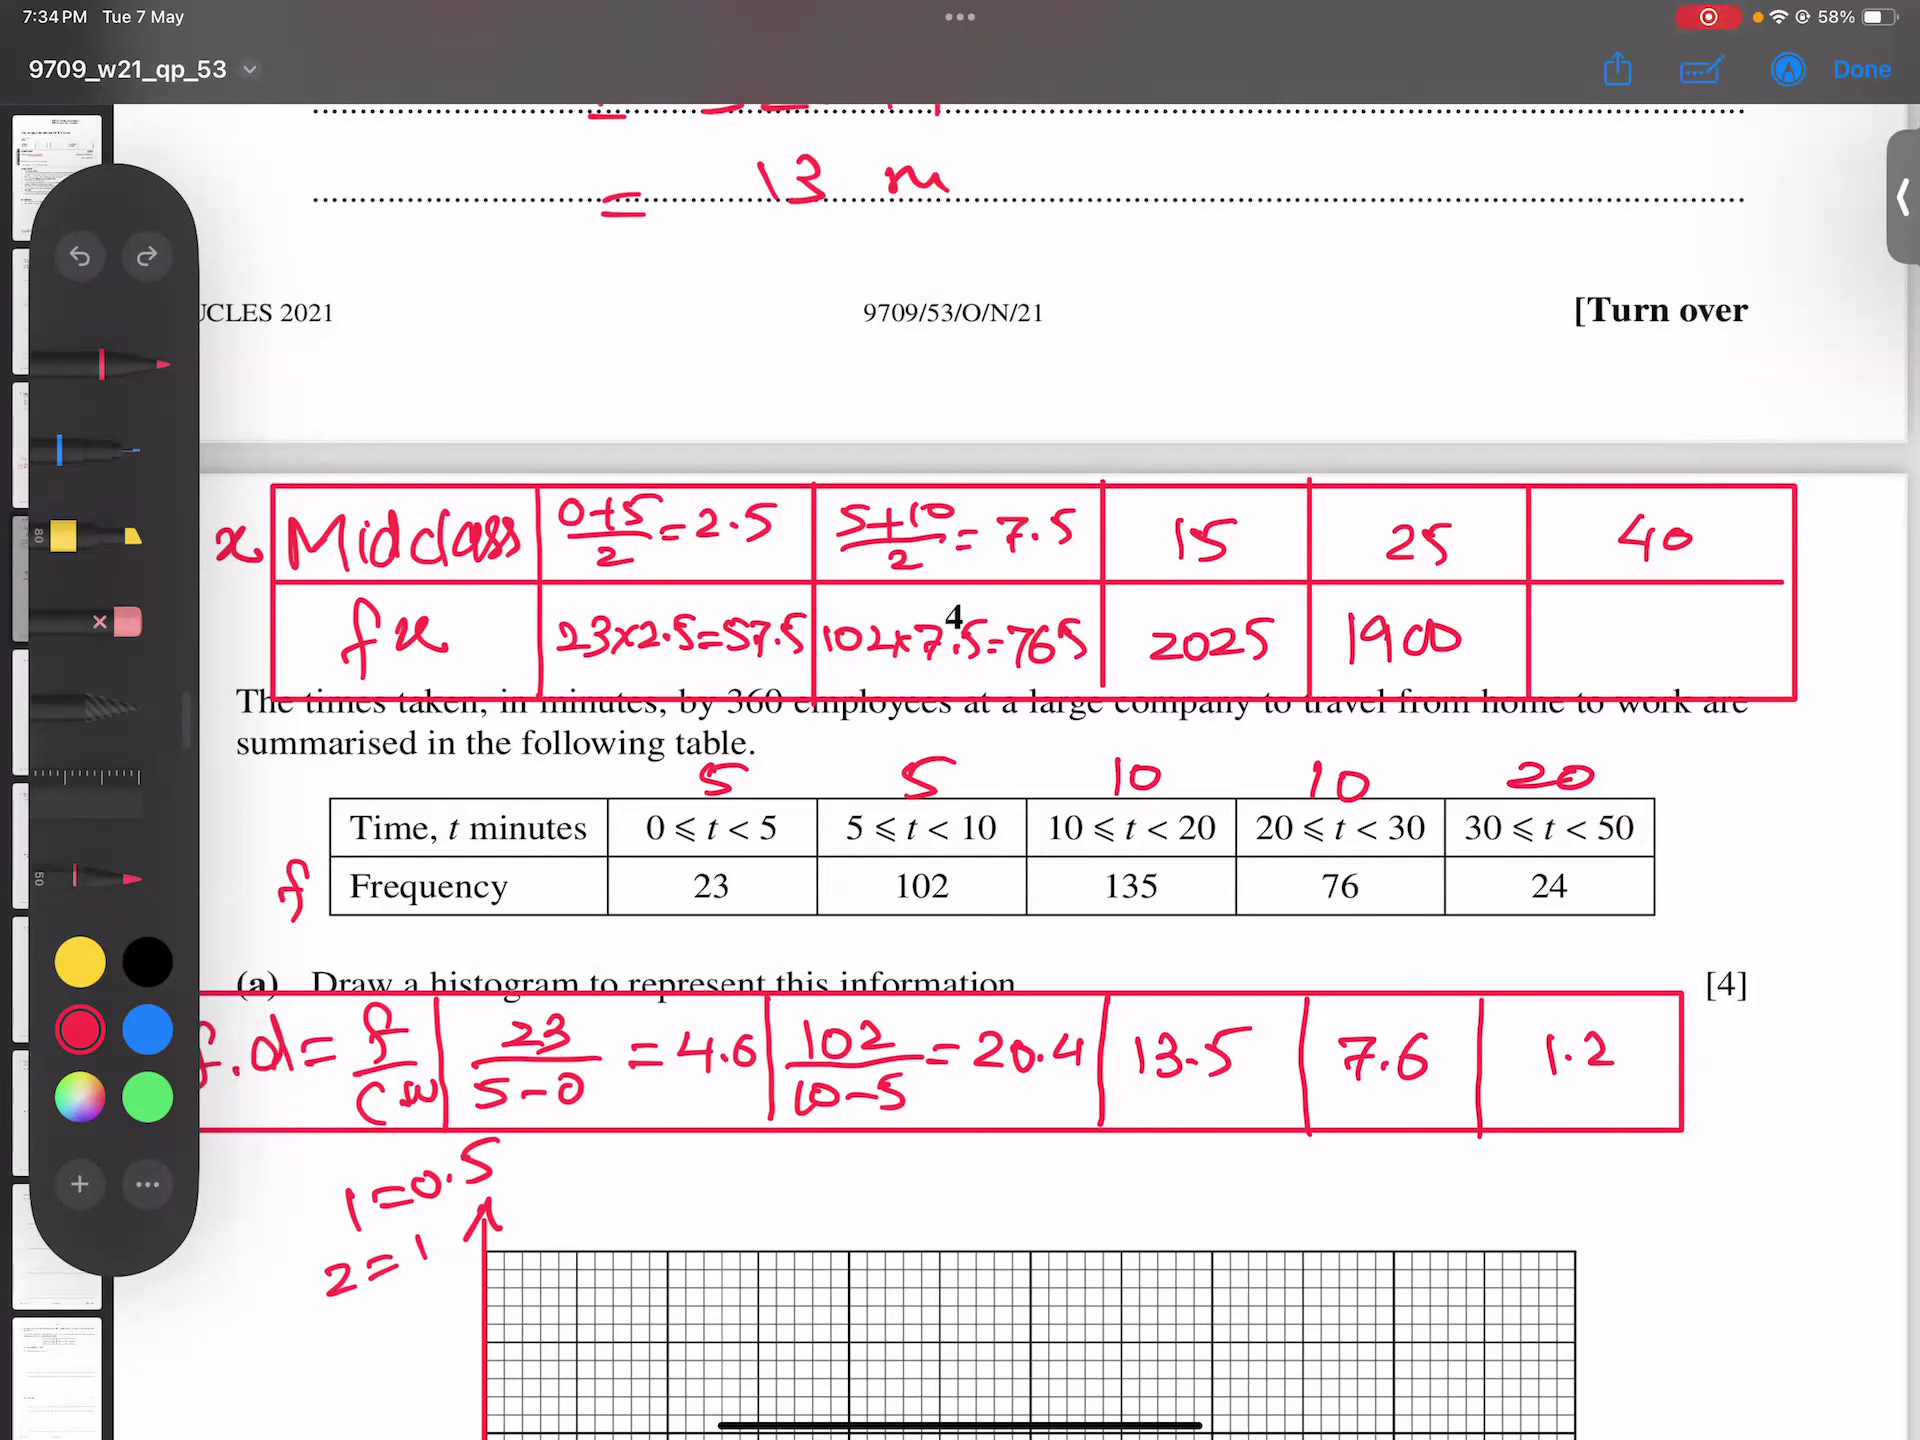 7:34 PM Tue 7 May
58%
9709_w21_qp_53
Done
= 13 m
UCLES 2021 9709/53/O/N/21 [Turn over
x Mid class 0+5/2 = 2.5 5+10/2 = 7.5 15 25 40
4
fx 23x2.5=57.5 102x7.5=765 2025 1900
The times taken, in minutes, by 360 employees at a large company to travel from home to work are
summarised in the following table.
5 5 10 10 20
Time, t minutes 0 ⩽ t < 5 5 ⩽ t < 10 10 ⩽ t < 20 20 ⩽ t < 30 30 ⩽ t < 50
f Frequency 23 102 135 76 24
(a) Draw a histogram to represent this information. [4]
f.d = f/cw 23/5-0 = 4.6 102/10-5 = 20.4 13.5 7.6 1.2
1=0.5
2=1
80
50